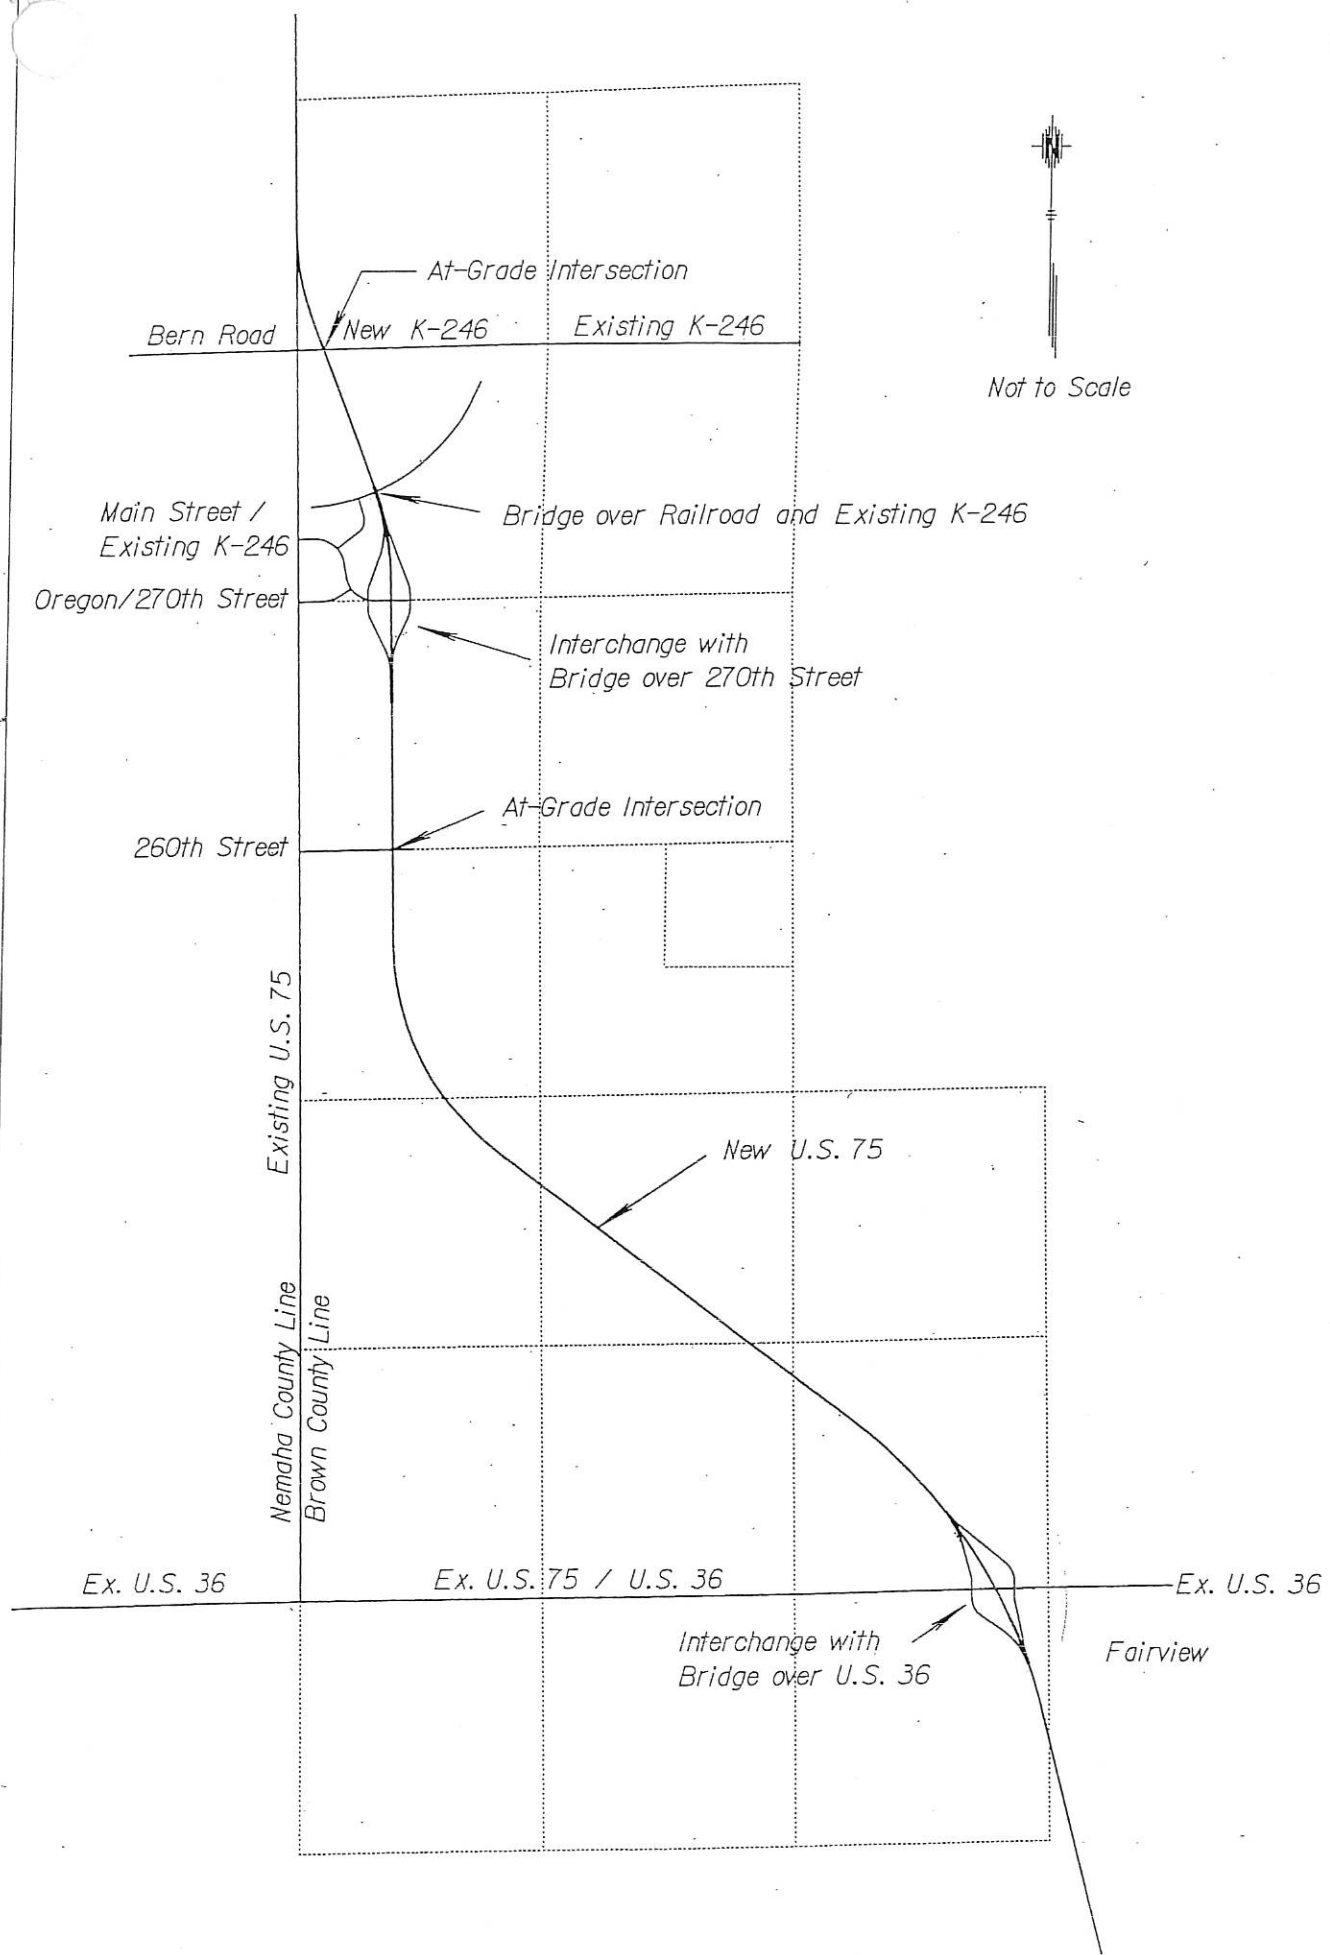 N
At-Grade Intersection
Bern Road
New K-246
Existing K-246
Not to Scale
Main Street /
Existing K-246
Bridge over Railroad and Existing K-246
Oregon/270th Street
Interchange with
Bridge over 270th Street
At-Grade Intersection
260th Street
Existing U.S. 75
New U.S. 75
Nemaha County Line
Brown County Line
Ex. U.S. 36
Ex. U.S. 75 / U.S. 36
Ex. U.S. 36
Interchange with
Bridge over U.S. 36
Fairview